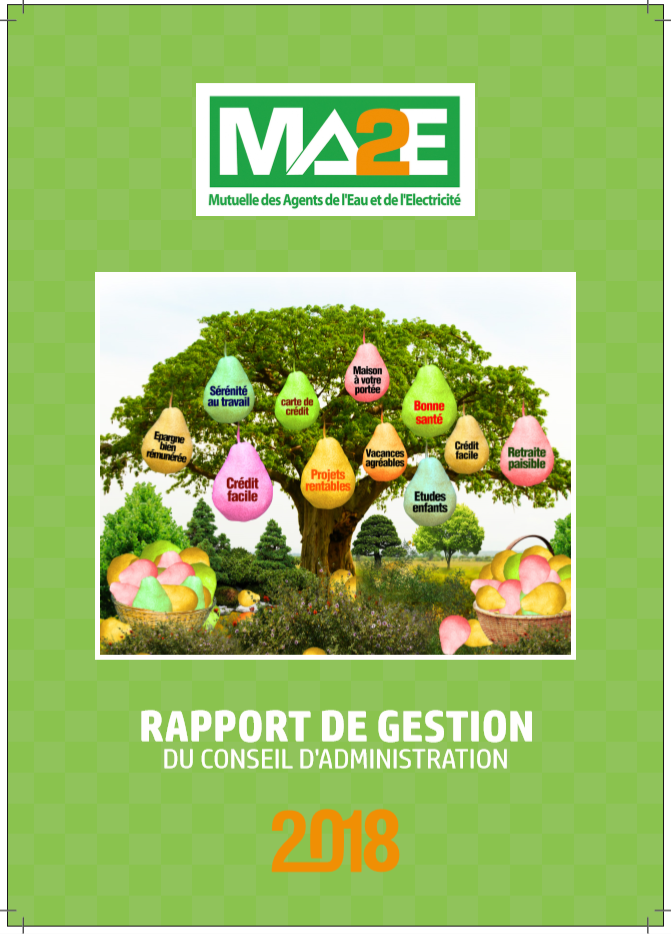 MA2E
Mutuelle des Agents de l'Eau et de l'Electricité
Maison
à votre
portée
Sérénité
au travail
carte de
crédit
Bonne
santé
Epargne
bien
rémunérée
Vacances
agréables
Crédit
facile
Retraite
paisible
Crédit
facile
Projets
rentables
Etudes
enfants
RAPPORT DE GESTION
DU CONSEIL D'ADMINISTRATION
2018